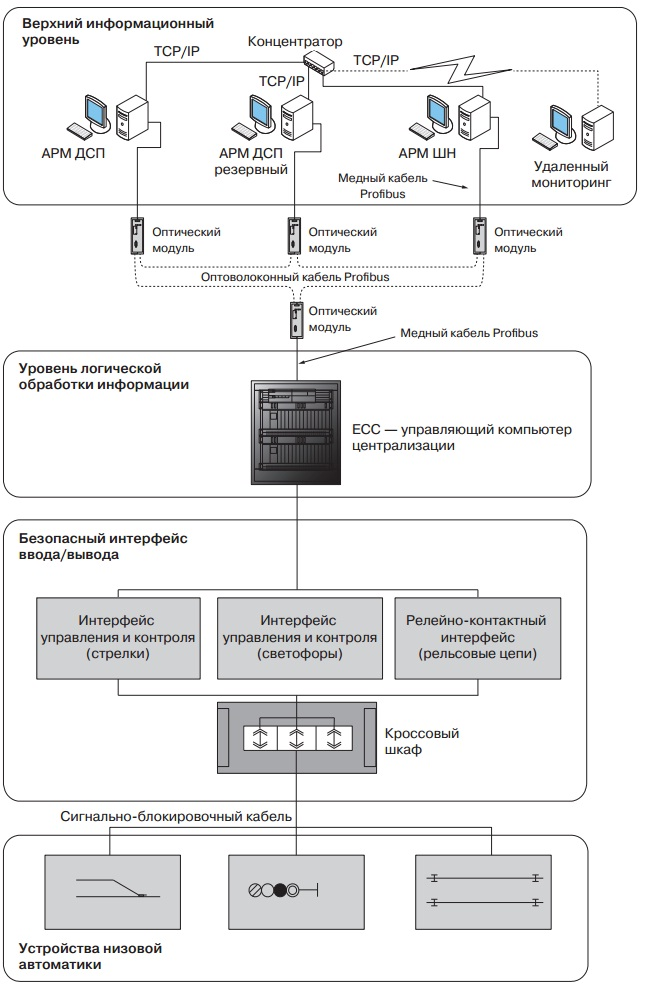 Верхний информационный
уровень
Концентратор
TCP/IP
TCP/IP
TCP/IP
АРМ ДСП
АРМ ДСП
резервный
АРМ ШН
Удаленный
мониторинг
Медный кабель
Profibus
Оптический
модуль
Оптический
модуль
Оптический
модуль
Оптоволоконный кабель Profibus
Оптический
модуль
Медный кабель Profibus
Уровень логической
обработки информации
ECC — управляющий компьютер
централизации
Безопасный интерфейс
ввода/вывода
Интерфейс
управления и контроля
(стрелки)
Интерфейс
управления и контроля
(светофоры)
Релейно-контактный
интерфейс
(рельсовые цепи)
Кроссовый
шкаф
Сигнально-блокировочный кабель
Устройства низовой
автоматики